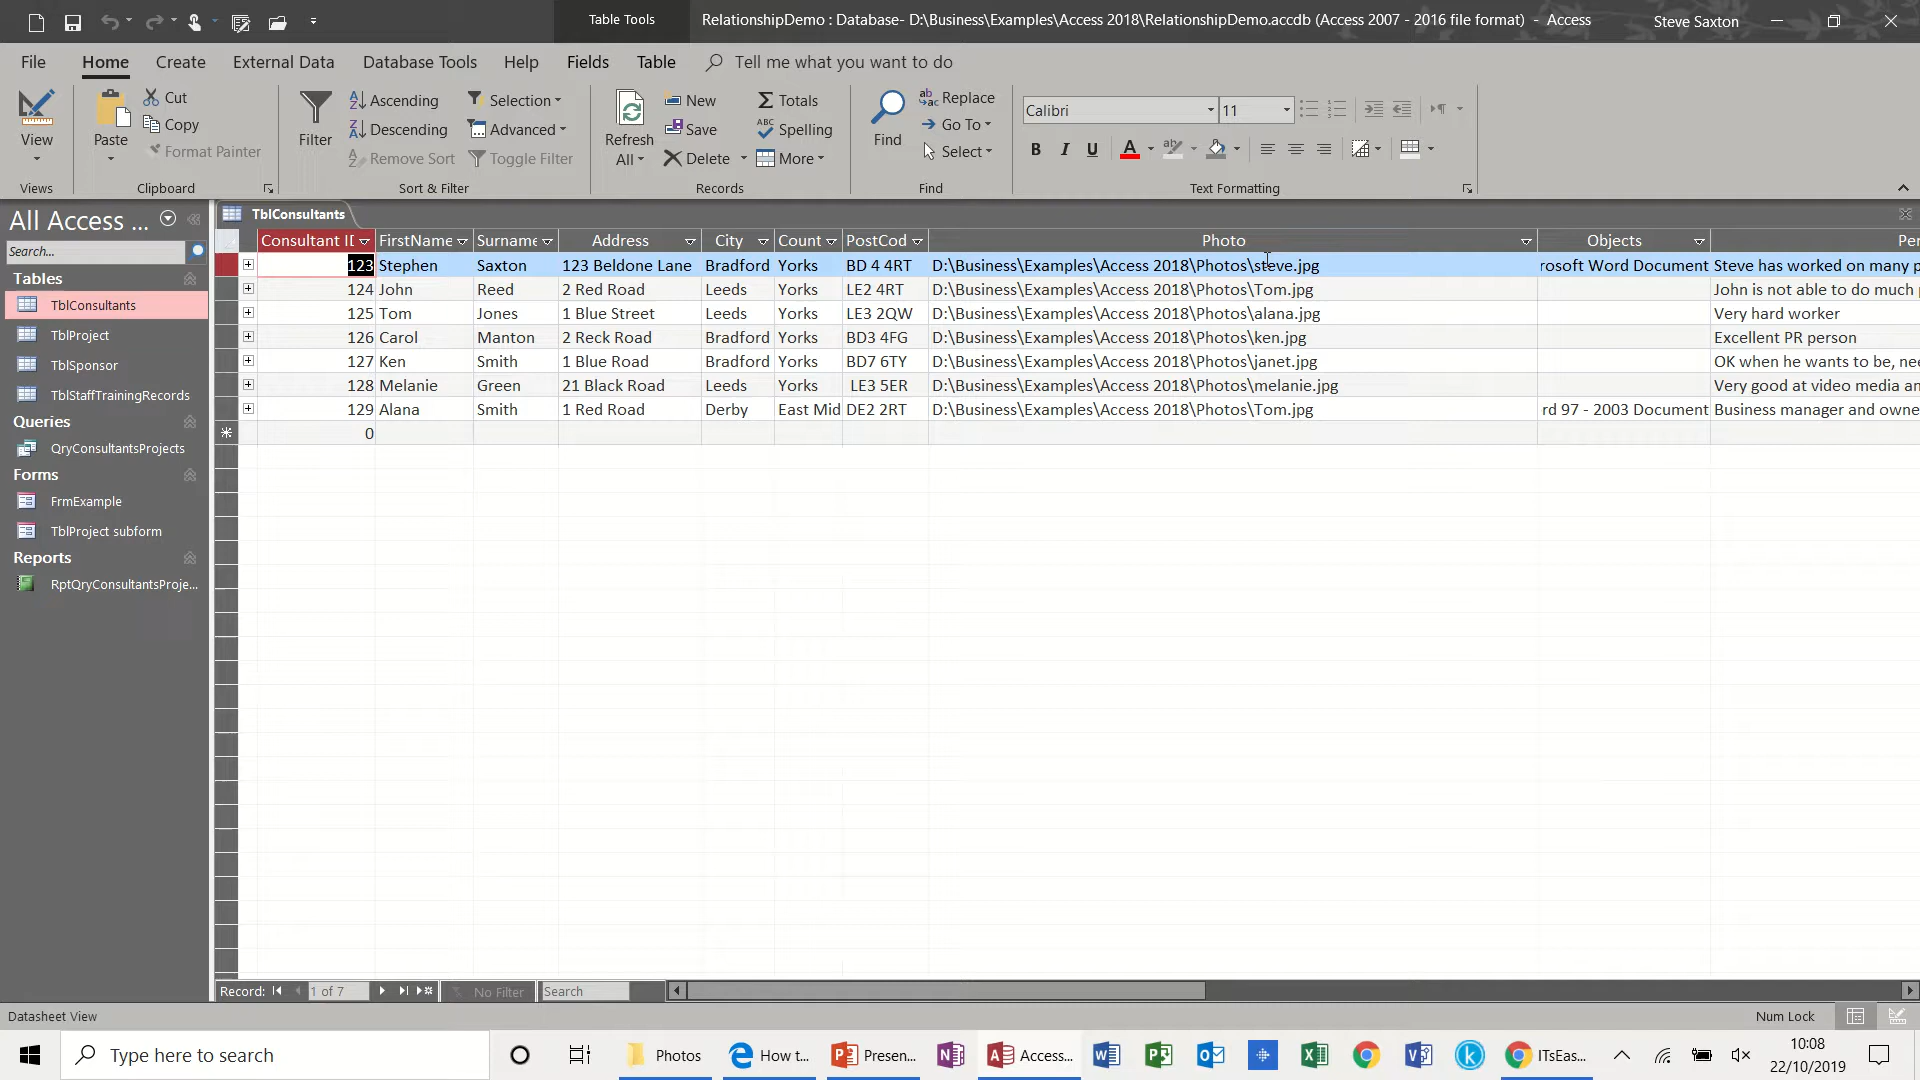 Table Tools
RelationshipDemo : Database- D:\Business\Examples\Access 2018\RelationshipDemo.accdb (Access 2007 - 2016 file format) - Access
Steve Saxton
File Home Create External Data Database Tools Help Fields Table Tell me what you want to do
View
Views
Paste
Cut
Copy
Format Painter
Clipboard
Filter
Ascending
Descending
Remove Sort
Selection
Advanced
Toggle Filter
Sort & Filter
Refresh
All
New
Save
Delete
Totals
Spelling
More
Records
Find
Replace
Go To
Select
Find
Calibri 11
B I U A
Text Formatting
All Access ...
Search...
Tables
TblConsultants
TblProject
TblSponsor
TblStaffTrainingRecords
Queries
QryConsultantsProjects
Forms
FrmExample
TblProject subform
Reports
RptQryConsultantsProje...
TblConsultants
Consultant ID FirstName Surname Address City Count PostCod Photo Objects Per
123 Stephen Saxton 123 Beldone Lane Bradford Yorks BD 4 4RT D:\Business\Examples\Access 2018\Photos\steve.jpg rosoft Word Document Steve has worked on many p
124 John Reed 2 Red Road Leeds Yorks LE2 4RT D:\Business\Examples\Access 2018\Photos\Tom.jpg John is not able to do much p
125 Tom Jones 1 Blue Street Leeds Yorks LE3 2QW D:\Business\Examples\Access 2018\Photos\alana.jpg Very hard worker
126 Carol Manton 2 Reck Road Bradford Yorks BD3 4FG D:\Business\Examples\Access 2018\Photos\ken.jpg Excellent PR person
127 Ken Smith 1 Blue Road Bradford Yorks BD7 6TY D:\Business\Examples\Access 2018\Photos\janet.jpg OK when he wants to be, nee
128 Melanie Green 21 Black Road Leeds Yorks LE3 5ER D:\Business\Examples\Access 2018\Photos\melanie.jpg Very good at video media an
129 Alana Smith 1 Red Road Derby East Mid DE2 2RT D:\Business\Examples\Access 2018\Photos\Tom.jpg rd 97 - 2003 Document Business manager and owne
0
Record: 1 of 7 No Filter Search
Datasheet View
Num Lock
Type here to search
Photos
How t...
Presen...
Access...
ITsEas...
10:08
22/10/2019